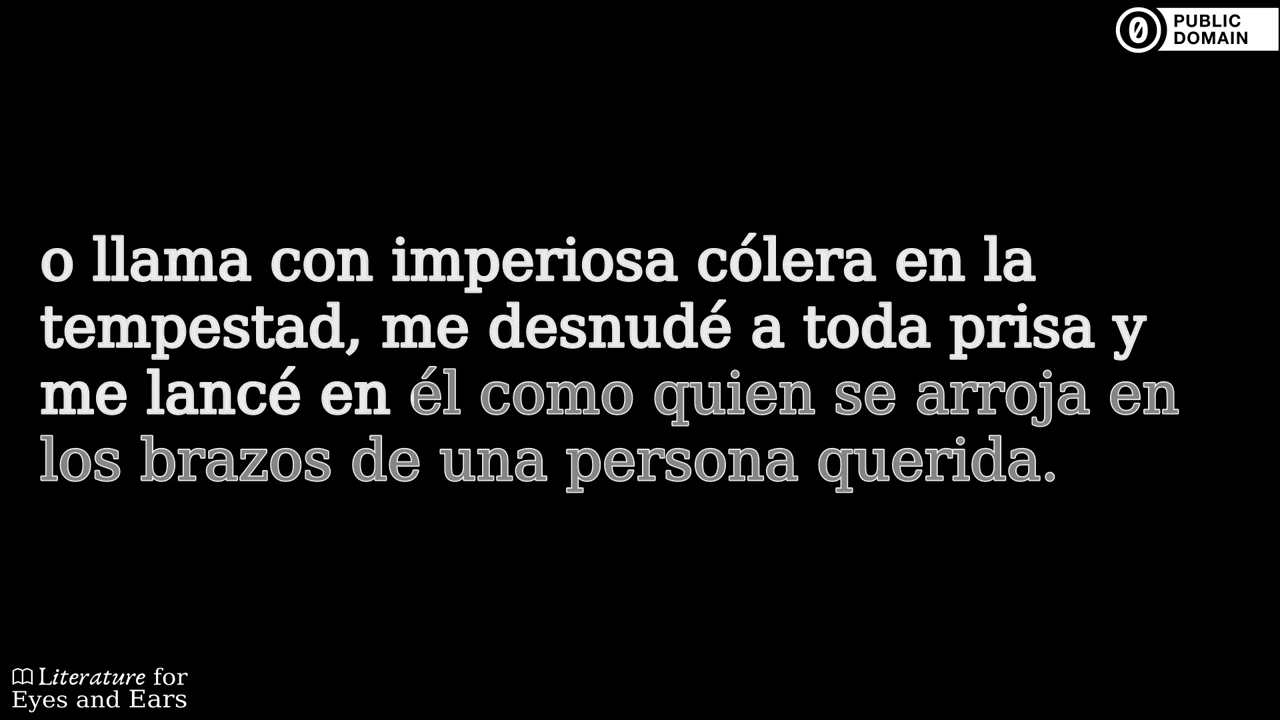 PUBLIC
DOMAIN
o llama con imperiosa cólera en la
tempestad, me desnudé a toda prisa y
me lancé en él como quien se arroja en
los brazos de una persona querida.
Literature for
Eyes and Ears